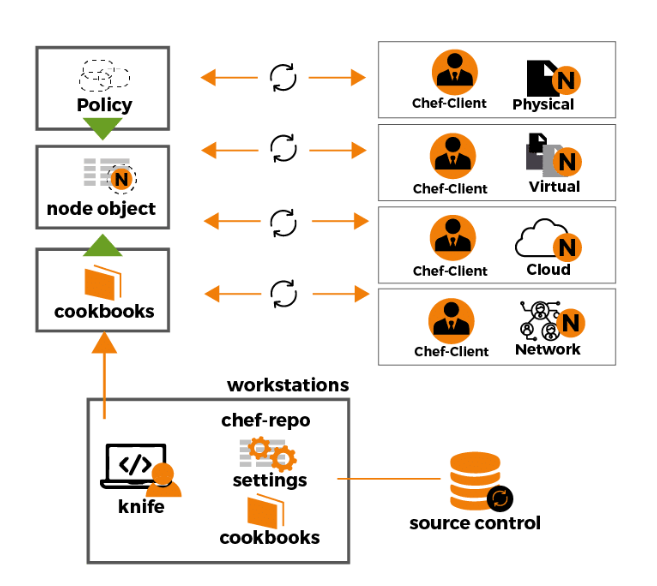 Policy
node object
N
cookbooks
Chef-Client
Physical
N
Chef-Client
Virtual
N
Chef-Client
Cloud
N
Chef-Client
Network
N
workstations
chef-repo
</>
knife
settings
cookbooks
source control